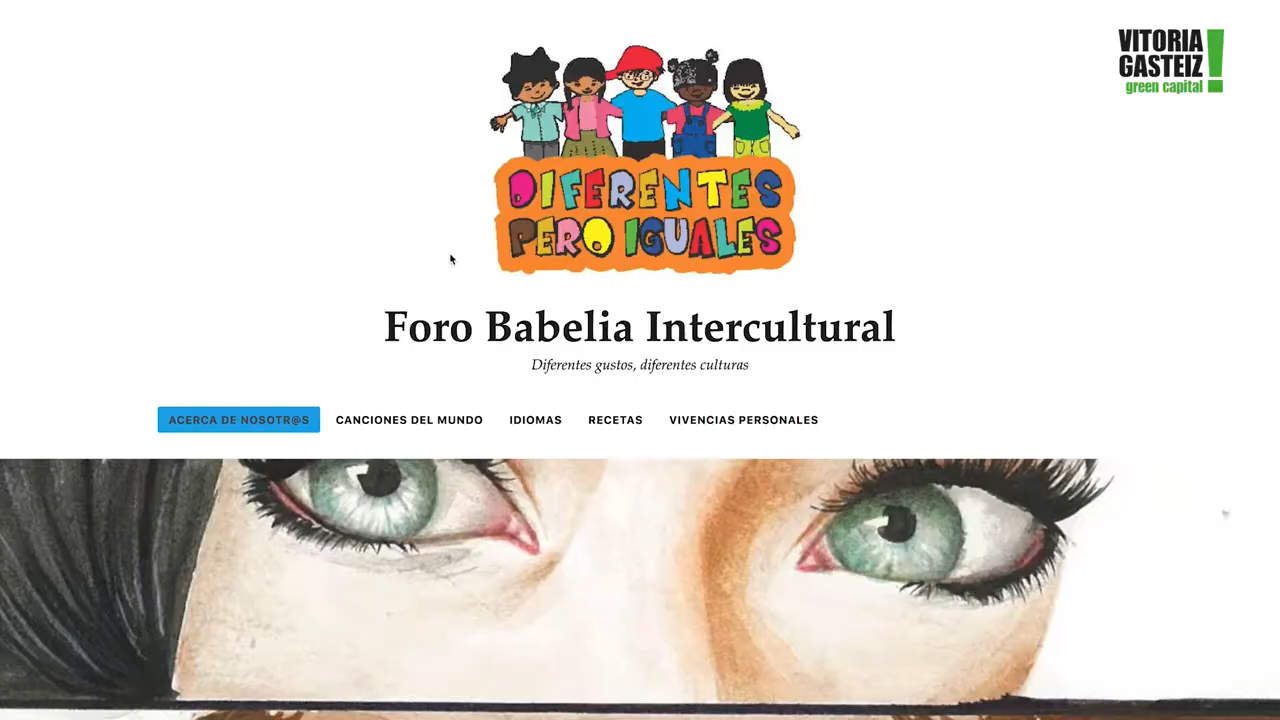 VITORIA
GASTEIZ!
green capital
DIFERENTES
PERO IGUALES
Foro Babelia Intercultural
Diferentes gustos, diferentes culturas
ACERCA DE NOSOTR@S CANCIONES DEL MUNDO IDIOMAS RECETAS VIVENCIAS PERSONALES